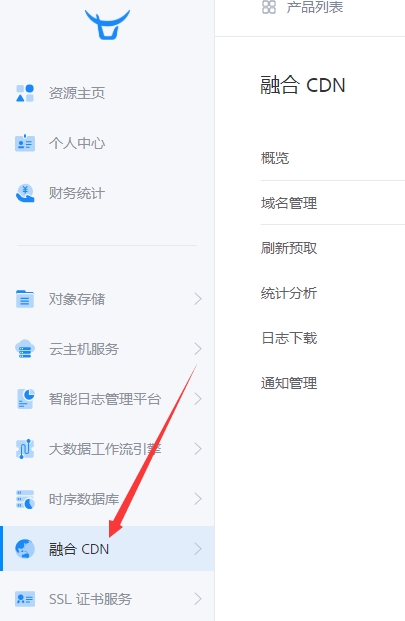 产品列表
资源主页
个人中心
财务统计
对象存储
云主机服务
智能日志管理平台
大数据工作流引擎
时序数据库
融合 CDN
SSL 证书服务
融合 CDN
概览
域名管理
刷新预取
统计分析
日志下载
通知管理